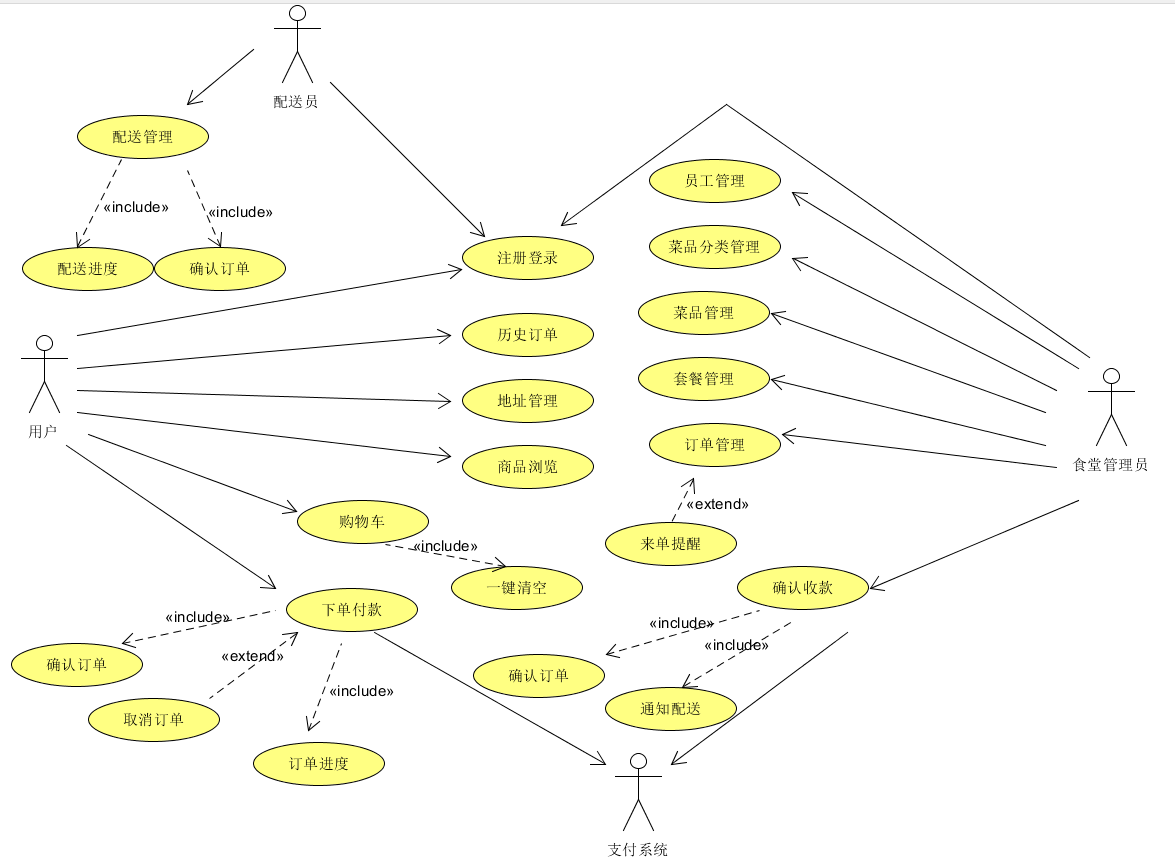 配送员
配送管理
员工管理
«include»
«include»
菜品分类管理
注册登录
配送进度
确认订单
菜品管理
历史订单
套餐管理
地址管理
用户
订单管理
商品浏览
食堂管理员
«extend»
购物车
来单提醒
«include»
一键清空
确认收款
下单付款
«include»
«include»
«include»
«extend»
确认订单
确认订单
«include»
通知配送
取消订单
订单进度
支付系统